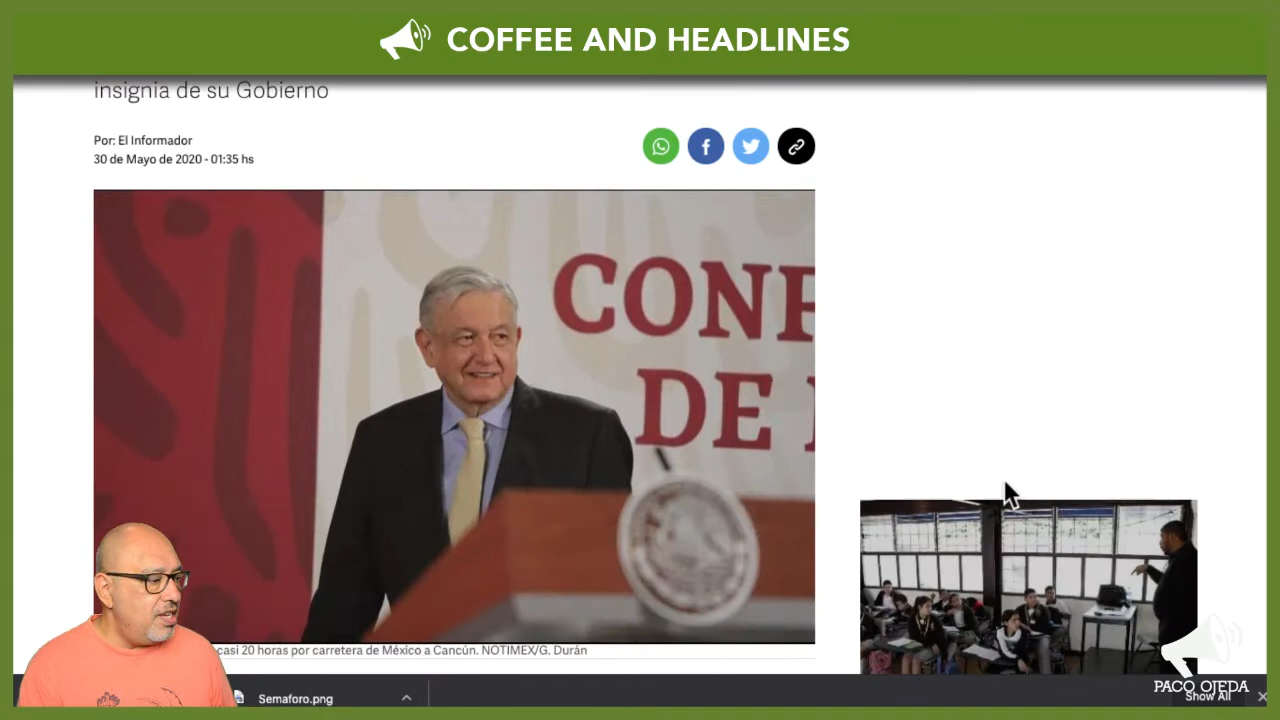 COFFEE AND HEADLINES
insignia de su Gobierno
Por: El Informador
30 de Mayo de 2020 - 01:35 hs
CONF
DE
casi 20 horas por carretera de México a Cancún. NOTIMEX/G. Durán
Semaforo.png
PACO OJEDA
Show All